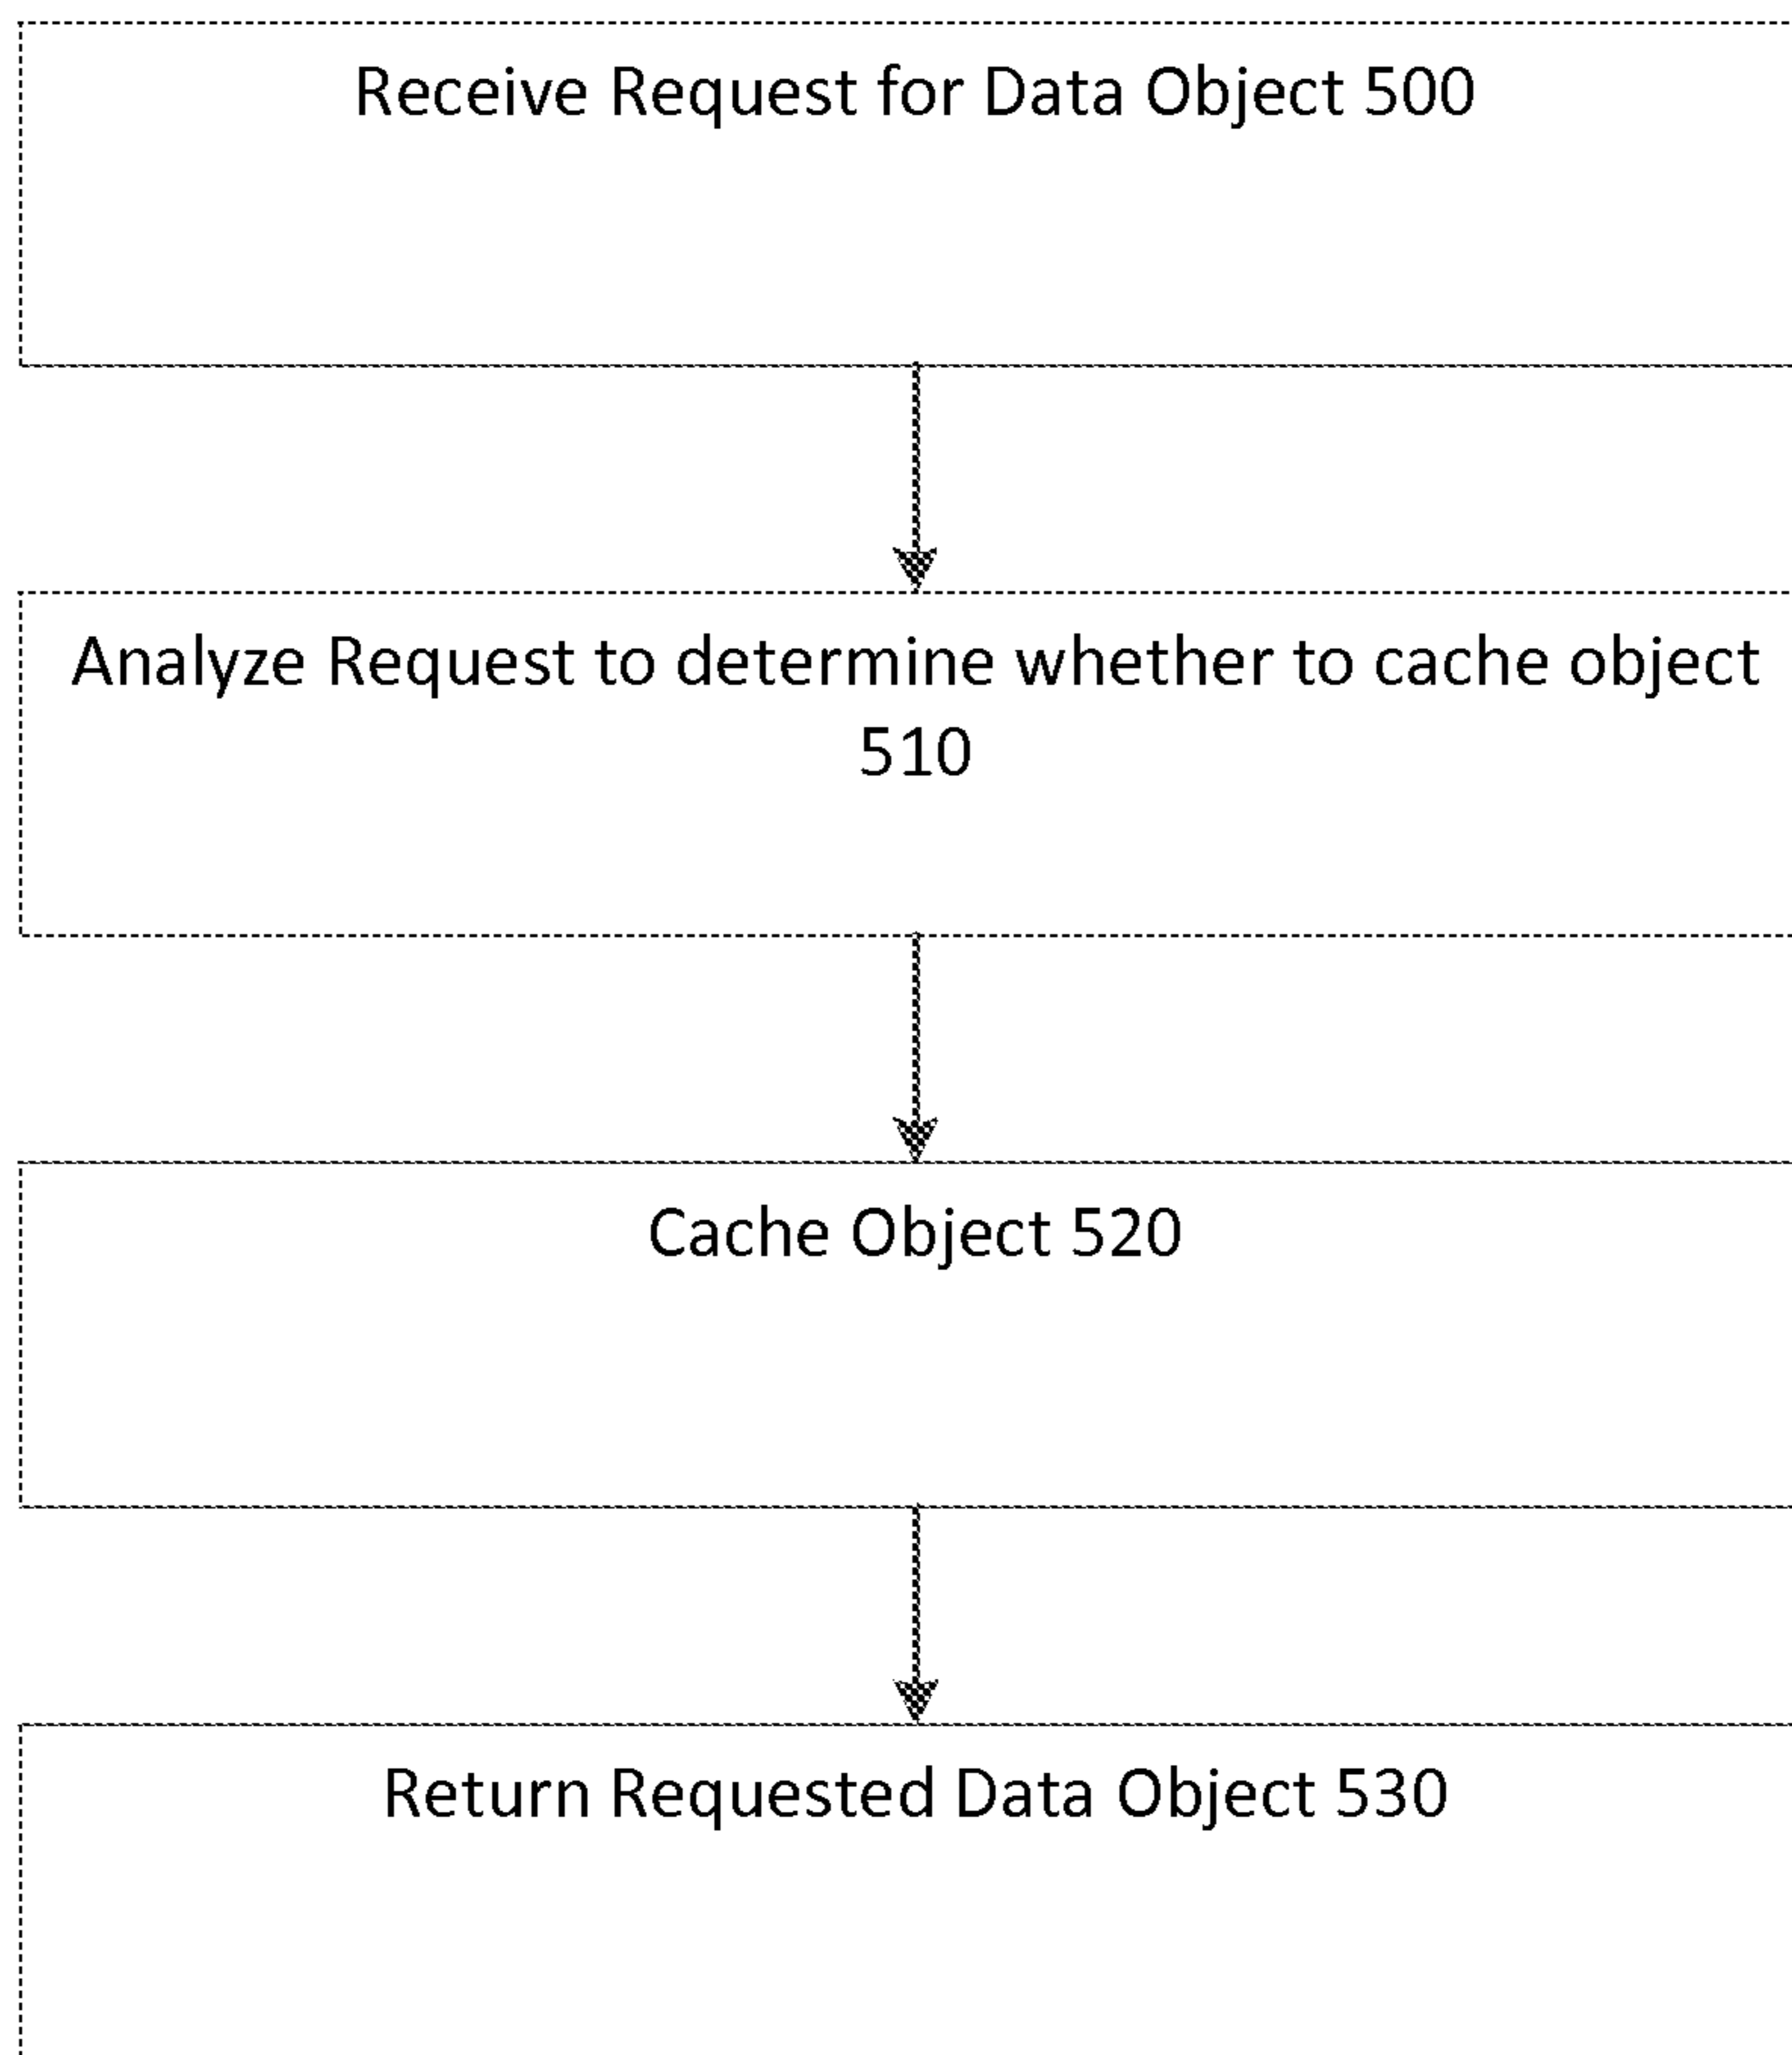 Receive Request for Data Object 500
Analyze Request to determine whether to cache object
510
Cache Object 520
Return Requested Data Object 530